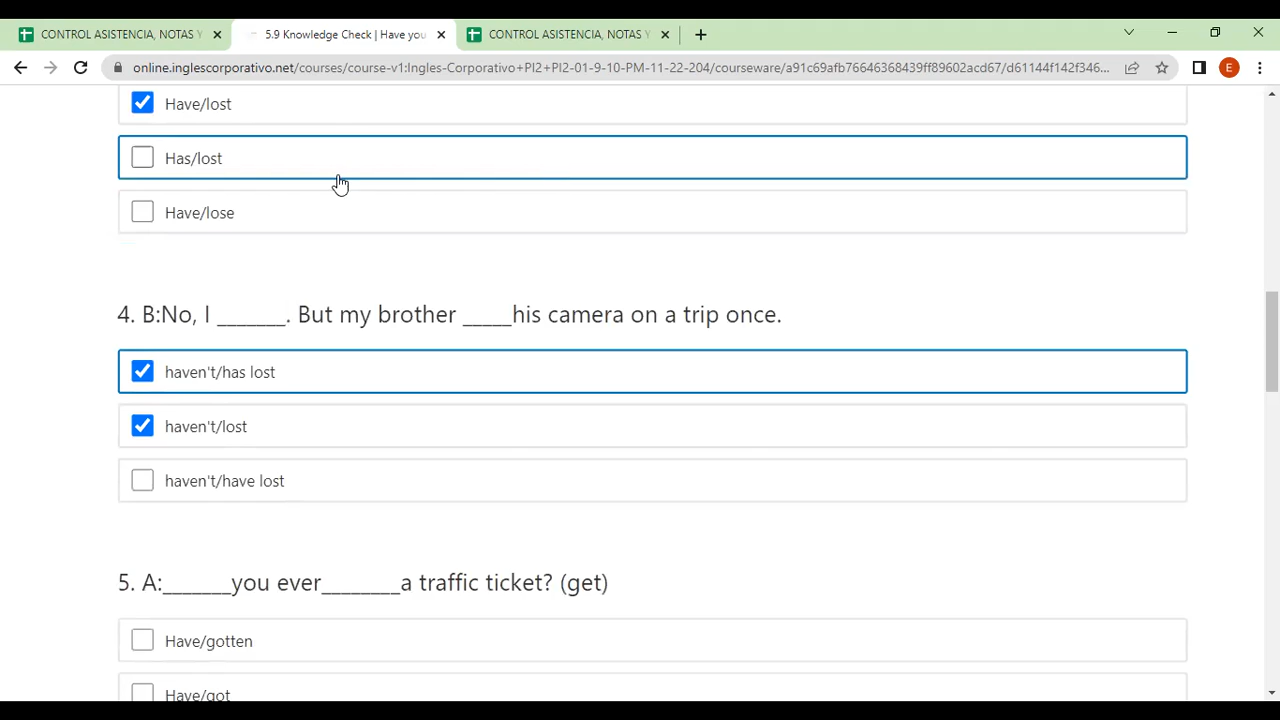 CONTROL ASISTENCIA, NOTAS Y
5.9 Knowledge Check | Have you
CONTROL ASISTENCIA, NOTAS Y
online.inglescorporativo.net/courses/course-v1:Ingles-Corporativo+PI2+PI2-01-9-10-PM-11-22-204/courseware/a91c69afb76646368439ff89602acd67/d61144f142f346...
E
Have/lost
Has/lost
Have/lose
4. B:No, I _______. But my brother _____his camera on a trip once.
haven't/has lost
haven't/lost
haven't/have lost
5. A:_______you ever________a traffic ticket? (get)
Have/gotten
Have/got